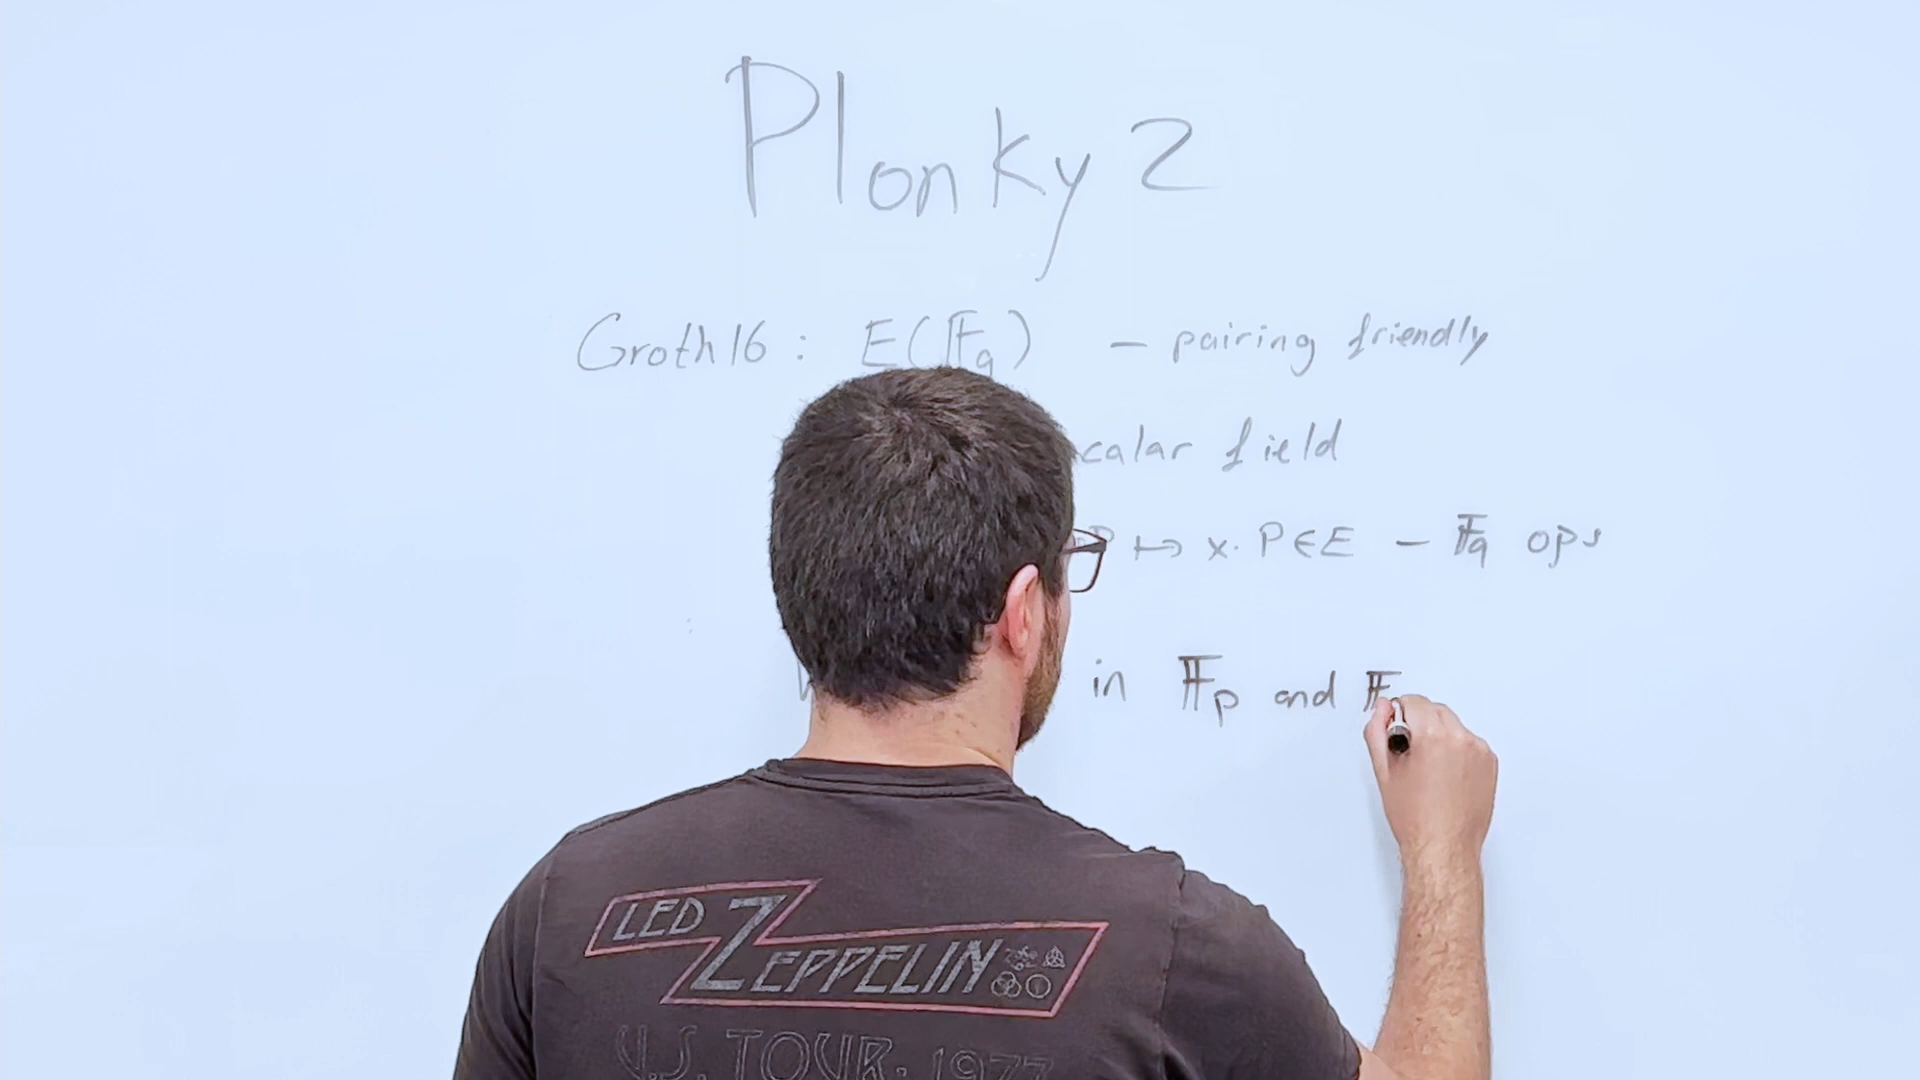 Plonky2
Groth16: E(𝔽q) – pairing friendly
calar field
P ↦ x·P∈E – 𝔽q ops
in 𝔽p and 𝔽
LED
ZEPPELIN
U.S. TOUR. 1977